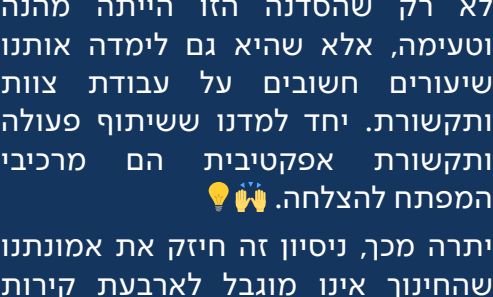 לא רק שהסדנה הזו הייתה מהנה
וטעימה, אלא שהיא גם לימדה אותנו
שיעורים חשובים על עבודת צוות
ותקשורת. יחד למדנו ששיתוף פעולה
ותקשורת אפקטיבית הם מרכיבי
המפתח להצלחה. 🙌💡
יתרה מכך, ניסיון זה חיזק את אמונתנו
שהחינוך אינו מוגבל לארבעת קירות